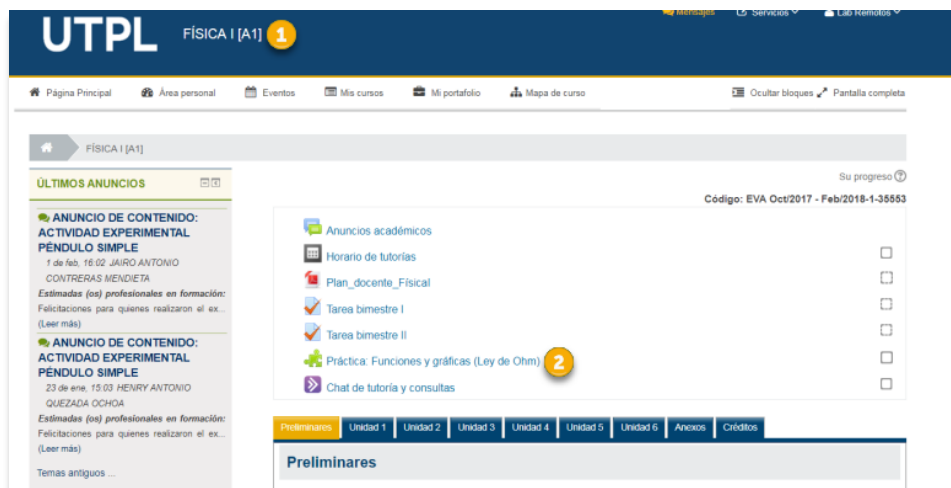 Mensajes Servicios Lab Remotos
UTPL FÍSICA I [A1] 1
Página Principal Área personal Eventos Mis cursos Mi portafolio Mapa de curso Ocultar bloques Pantalla completa
FÍSICA I [A1]
Su progreso
Código: EVA Oct/2017 - Feb/2018-1-35553
ÚLTIMOS ANUNCIOS
ANUNCIO DE CONTENIDO:
ACTIVIDAD EXPERIMENTAL
PÉNDULO SIMPLE
1 de feb, 16:02 JAIRO ANTONIO
CONTRERAS MENDIETA
Estimadas (os) profesionales en formación:
Felicitaciones para quienes realizaron el ex...
(Leer más)
ANUNCIO DE CONTENIDO:
ACTIVIDAD EXPERIMENTAL
PÉNDULO SIMPLE
23 de ene, 15:03 HENRY ANTONIO
QUEZADA OCHOA
Estimadas (os) profesionales en formación:
Felicitaciones para quienes realizaron el ex...
(Leer más)
Temas antiguos ...
Anuncios académicos
Horario de tutorías
Plan_docente_FísicaI
Tarea bimestre I
Tarea bimestre II
Práctica: Funciones y gráficas (Ley de Ohm) 2
Chat de tutoría y consultas
Preliminares Unidad 1 Unidad 2 Unidad 3 Unidad 4 Unidad 5 Unidad 6 Anexos Créditos
Preliminares